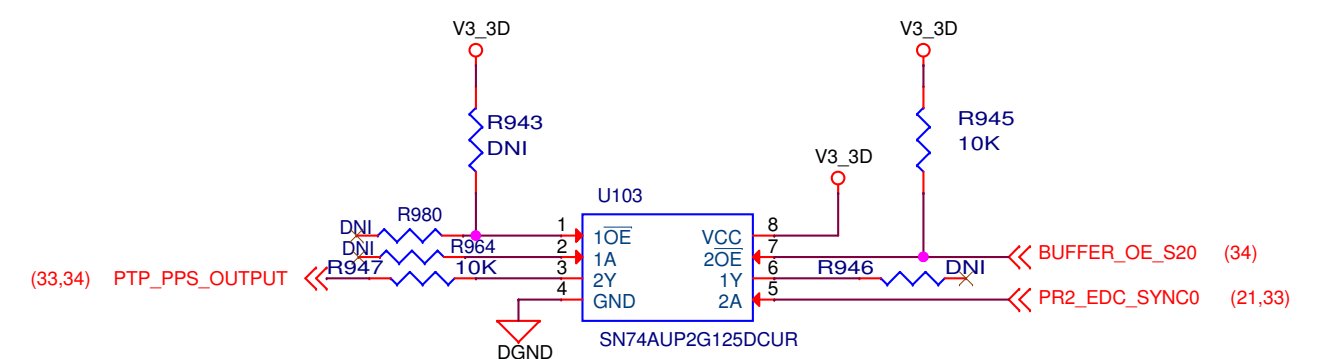 V3_3D
V3_3D
R943
DNI
R945
10K
V3_3D
U103
DNI
R980
1
1OE
VCC
8
DNI
R964
2
1A
2OE
7
BUFFER_OE_S20 (34)
(33,34) PTP_PPS_OUTPUT
R947
10K
3
2Y
1Y
6
R946
DNI
4
GND
2A
5
PR2_EDC_SYNC0 (21,33)
SN74AUP2G125DCUR
DGND